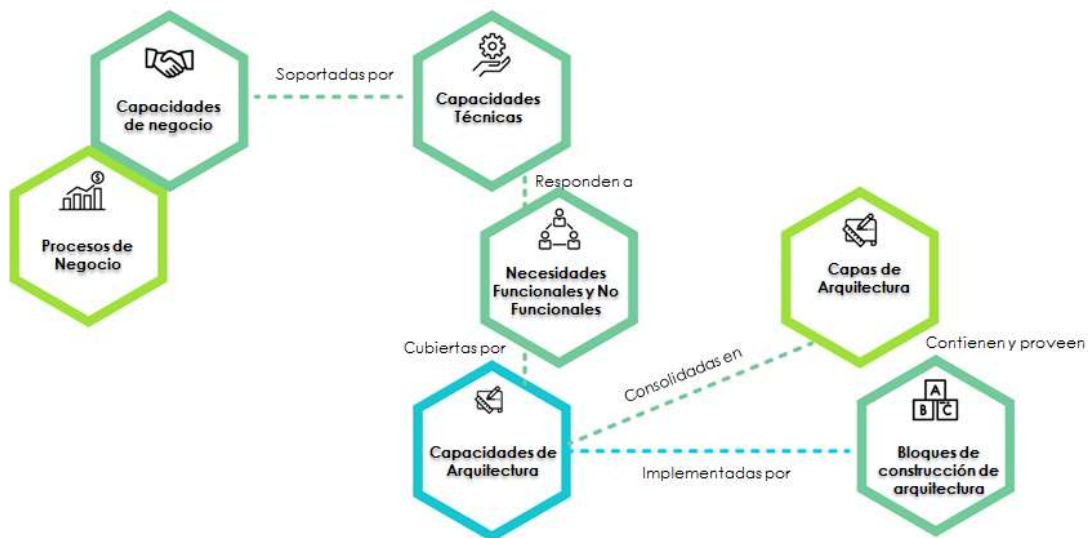 Capacidades
de negocio
Soportadas por
Capacidades
Técnicas
Procesos de
Negocio
Responden a
Necesidades
Funcionales y No
Funcionales
Capas de
Arquitectura
Cubiertas por
Consolidadas en
Contienen y proveen
Capacidades de
Arquitectura
Implementadas por
A
B C
Bloques de
construcción de
arquitectura